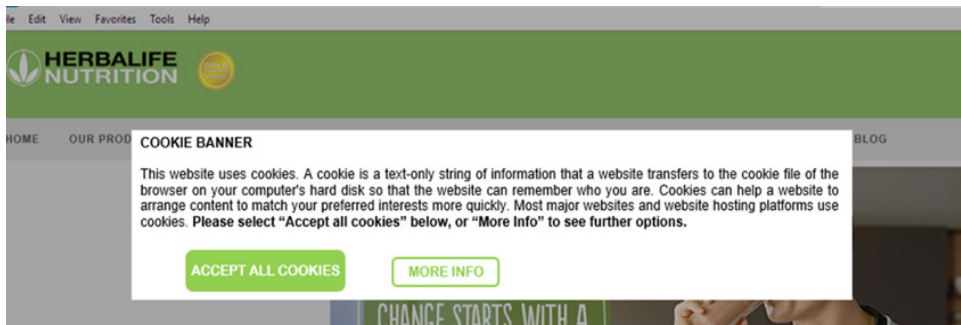 Edit View Favorites Tools Help
HERBALIFE
NUTRITION
GOLD
HOME OUR PROD
BLOG
COOKIE BANNER
This website uses cookies. A cookie is a text-only string of information that a website transfers to the cookie file of the
browser on your computer's hard disk so that the website can remember who you are. Cookies can help a website to
arrange content to match your preferred interests more quickly. Most major websites and website hosting platforms use
cookies. Please select “Accept all cookies” below, or “More Info” to see further options.
ACCEPT ALL COOKIES MORE INFO
CHANGE STARTS WITH A